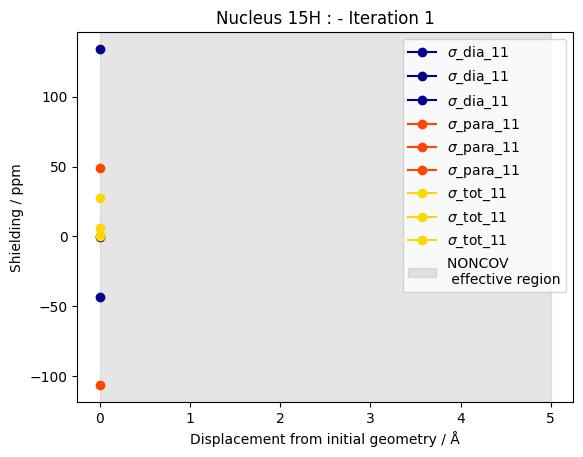 Nucleus 15H : - Iteration 1
Shielding / ppm
100
50
0
−50
−100
σ_dia_11
σ_dia_11
σ_dia_11
σ_para_11
σ_para_11
σ_para_11
σ_tot_11
σ_tot_11
σ_tot_11
NONCOV
effective region
0 1 2 3 4 5
Displacement from initial geometry / Å